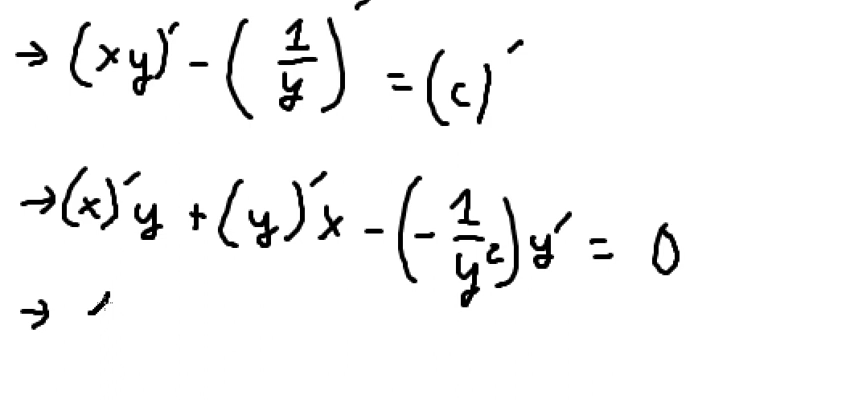 → (xy)′ - (1/y)′ = (c)′
→ (x)′y + (y)′x - (- 1/y²)y′ = 0
→